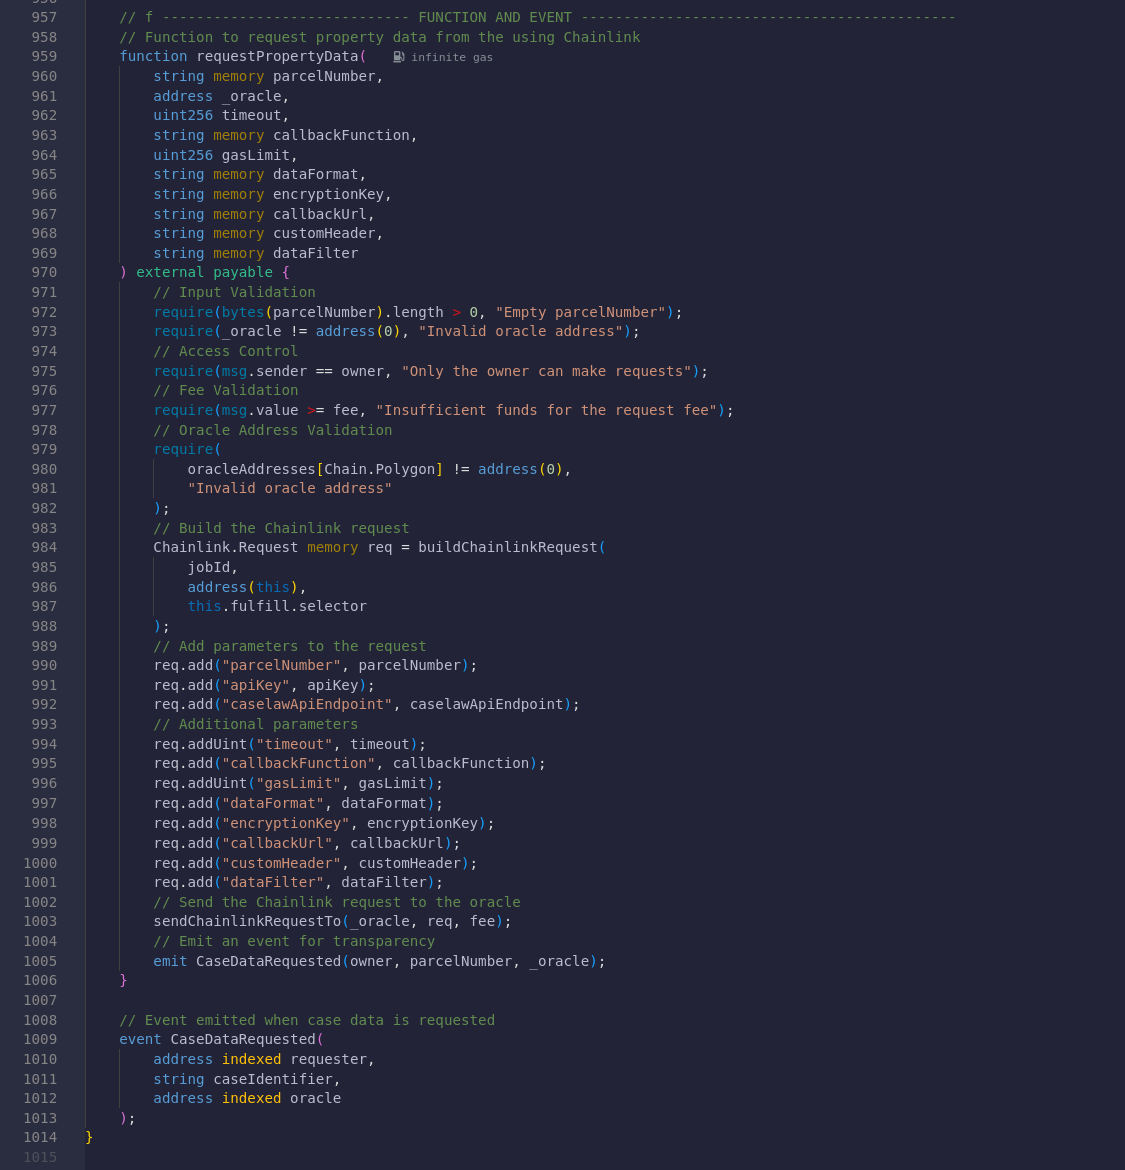 957 // f ----------------------------- FUNCTION AND EVENT --------------------------------------------
958 // Function to request property data from the using Chainlink
959 function requestPropertyData( infinite gas
960 string memory parcelNumber,
961 address _oracle,
962 uint256 timeout,
963 string memory callbackFunction,
964 uint256 gasLimit,
965 string memory dataFormat,
966 string memory encryptionKey,
967 string memory callbackUrl,
968 string memory customHeader,
969 string memory dataFilter
970 ) external payable {
971 // Input Validation
972 require(bytes(parcelNumber).length > 0, "Empty parcelNumber");
973 require(_oracle != address(0), "Invalid oracle address");
974 // Access Control
975 require(msg.sender == owner, "Only the owner can make requests");
976 // Fee Validation
977 require(msg.value >= fee, "Insufficient funds for the request fee");
978 // Oracle Address Validation
979 require(
980 oracleAddresses[Chain.Polygon] != address(0),
981 "Invalid oracle address"
982 );
983 // Build the Chainlink request
984 Chainlink.Request memory req = buildChainlinkRequest(
985 jobId,
986 address(this),
987 this.fulfill.selector
988 );
989 // Add parameters to the request
990 req.add("parcelNumber", parcelNumber);
991 req.add("apiKey", apiKey);
992 req.add("caselawApiEndpoint", caselawApiEndpoint);
993 // Additional parameters
994 req.addUint("timeout", timeout);
995 req.add("callbackFunction", callbackFunction);
996 req.addUint("gasLimit", gasLimit);
997 req.add("dataFormat", dataFormat);
998 req.add("encryptionKey", encryptionKey);
999 req.add("callbackUrl", callbackUrl);
1000 req.add("customHeader", customHeader);
1001 req.add("dataFilter", dataFilter);
1002 // Send the Chainlink request to the oracle
1003 sendChainlinkRequestTo(_oracle, req, fee);
1004 // Emit an event for transparency
1005 emit CaseDataRequested(owner, parcelNumber, _oracle);
1006 }
1007
1008 // Event emitted when case data is requested
1009 event CaseDataRequested(
1010 address indexed requester,
1011 string caseIdentifier,
1012 address indexed oracle
1013 );
1014 }
1015